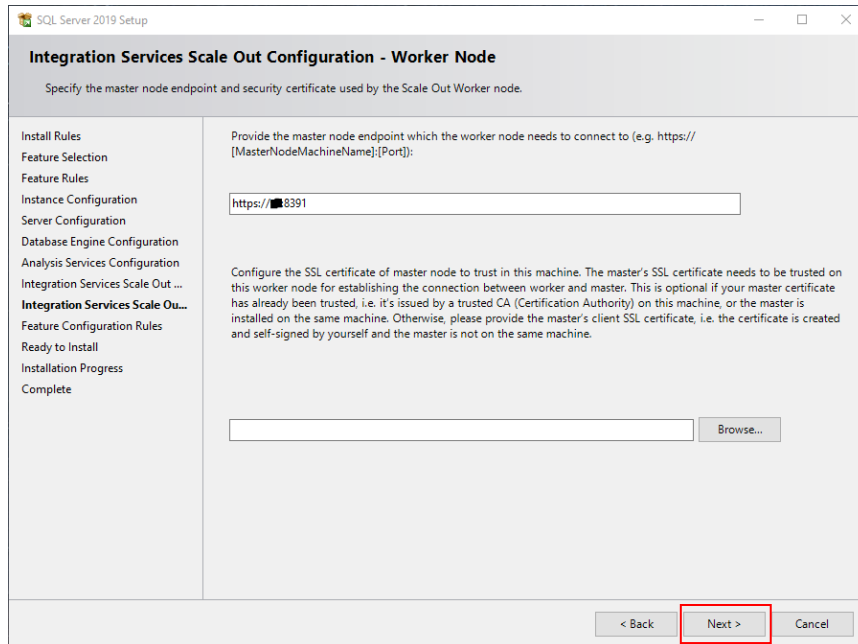 SQL Server 2019 Setup
Integration Services Scale Out Configuration - Worker Node
Specify the master node endpoint and security certificate used by the Scale Out Worker node.
Install Rules
Feature Selection
Feature Rules
Instance Configuration
Server Configuration
Database Engine Configuration
Analysis Services Configuration
Integration Services Scale Out ...
Integration Services Scale Ou...
Feature Configuration Rules
Ready to Install
Installation Progress
Complete
Provide the master node endpoint which the worker node needs to connect to (e.g. https://
[MasterNodeMachineName]:[Port]):
https:// 8391
Configure the SSL certificate of master node to trust in this machine. The master's SSL certificate needs to be trusted on
this worker node for establishing the connection between worker and master. This is optional if your master certificate
has already been trusted, i.e. it's issued by a trusted CA (Certification Authority) on this machine, or the master is
installed on the same machine. Otherwise, please provide the master's client SSL certificate, i.e. the certificate is created
and self-signed by yourself and the master is not on the same machine.
Browse...
< Back
Next >
Cancel